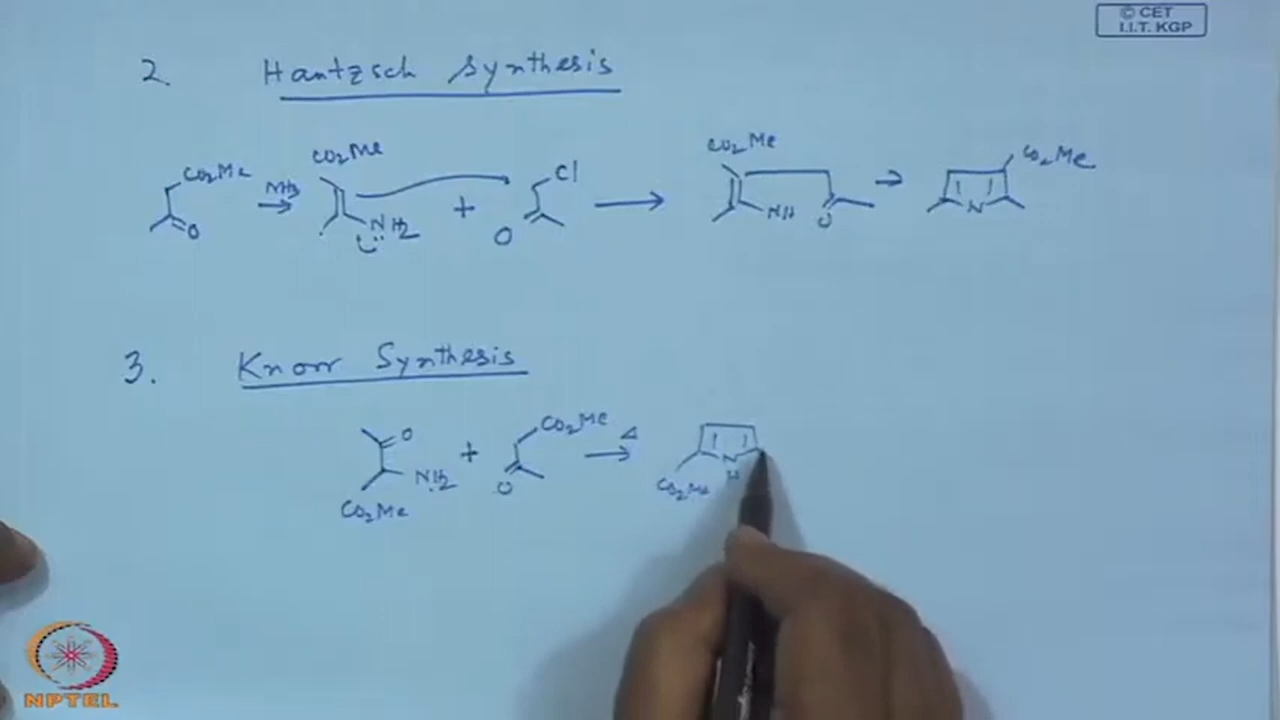 © CET
I.I.T. KGP
2. Hantzsch Synthesis
CO2Me
CO2Me
CO2Me
CO2Me
NH3
Cl
+
O
NH2
O
NH
O
N
3. Knorr Synthesis
O
+
CO2Me
Δ
NH2
O
N
H
CO2Me
CO2Me
NPTEL